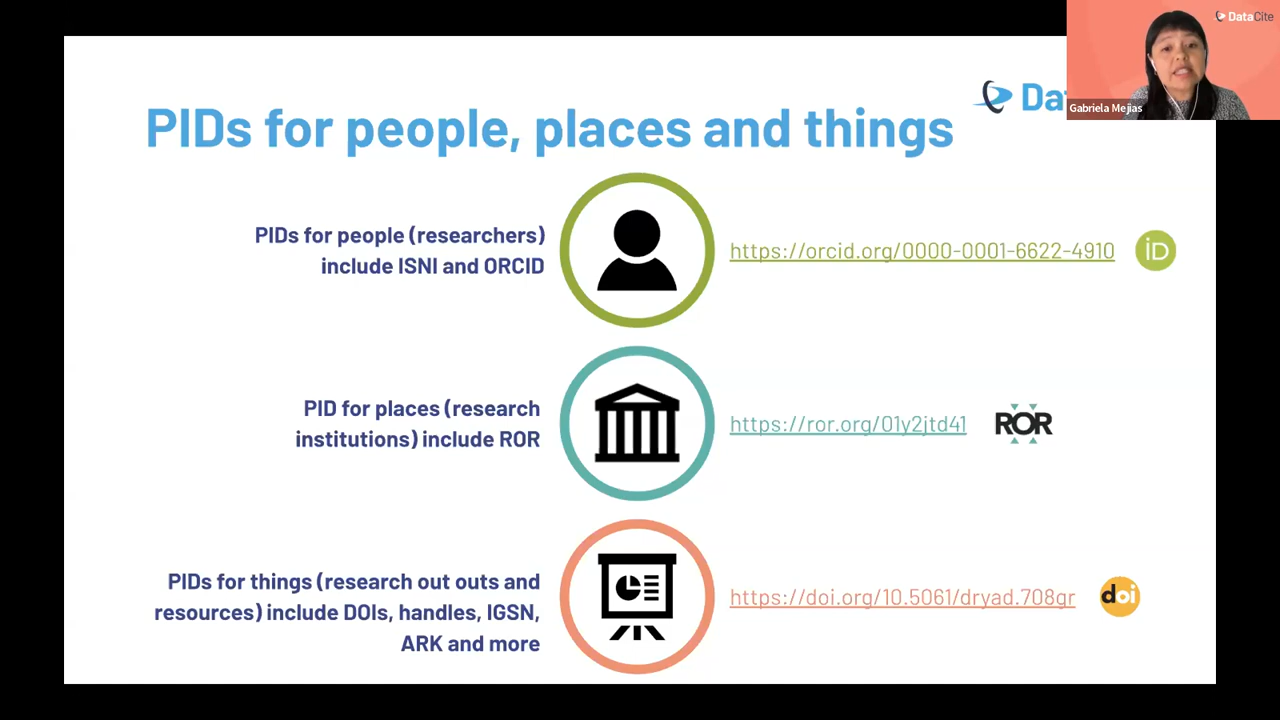 DataCite
Gabriela Mejias
PIDs for people, places and things
Da
PIDs for people (researchers)
include ISNI and ORCID
https://orcid.org/0000-0001-6622-4910
iD
PID for places (research
institutions) include ROR
https://ror.org/01y2jtd41
ROR
PIDs for things (research out outs and
resources) include DOIs, handles, IGSN,
ARK and more
https://doi.org/10.5061/dryad.708gr
doi